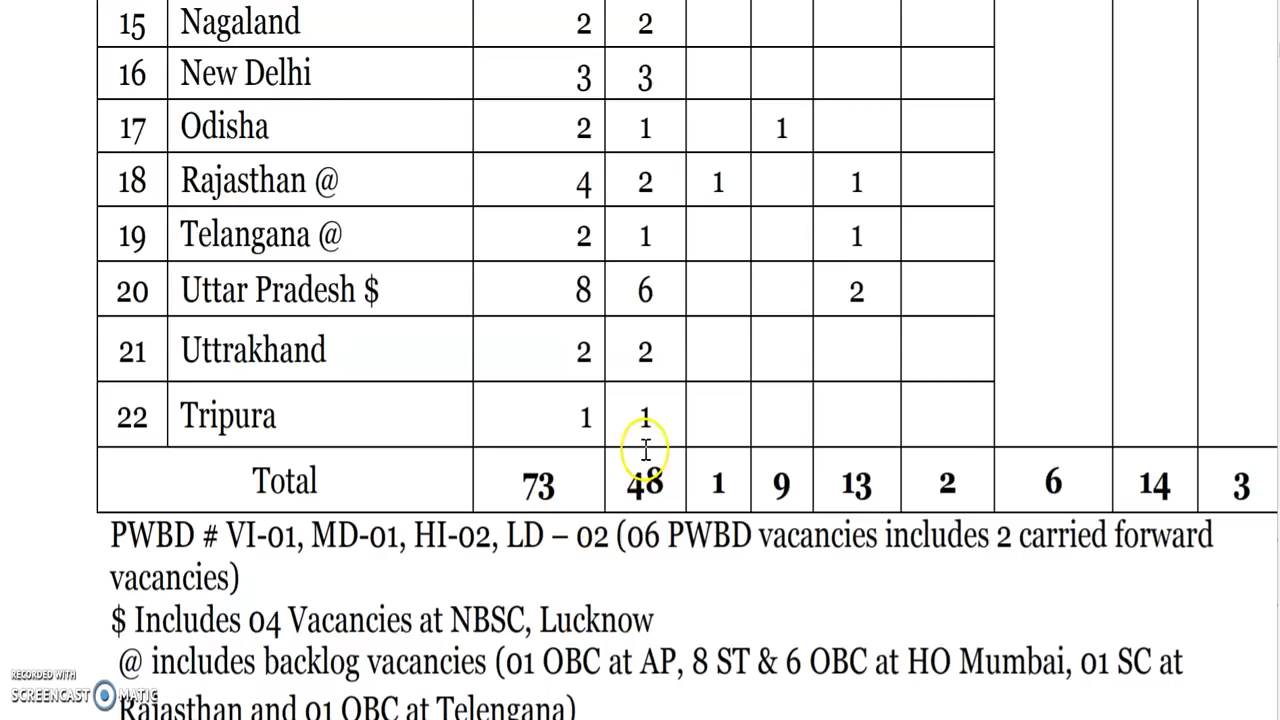 15 Nagaland 2 2
16 New Delhi 3 3
17 Odisha 2 1 1
18 Rajasthan @ 4 2 1 1
19 Telangana @ 2 1 1
20 Uttar Pradesh $ 8 6 2
21 Uttrakhand 2 2
22 Tripura 1 1
Total 73 48 1 9 13 2 6 14 3
PWBD # VI-01, MD-01, HI-02, LD – 02 (06 PWBD vacancies includes 2 carried forward
vacancies)
$ Includes 04 Vacancies at NBSC, Lucknow
@ includes backlog vacancies (01 OBC at AP, 8 ST & 6 OBC at HO Mumbai, 01 SC at
Rajasthan and 01 OBC at Telengana)
RECORDED WITH
SCREENCAST MATIC